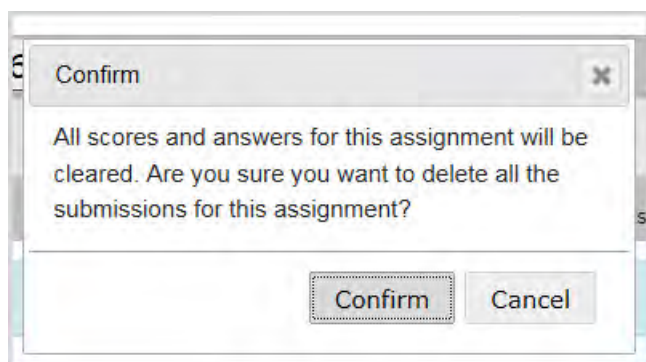 Confirm
All scores and answers for this assignment will be
cleared. Are you sure you want to delete all the
submissions for this assignment?
Confirm Cancel